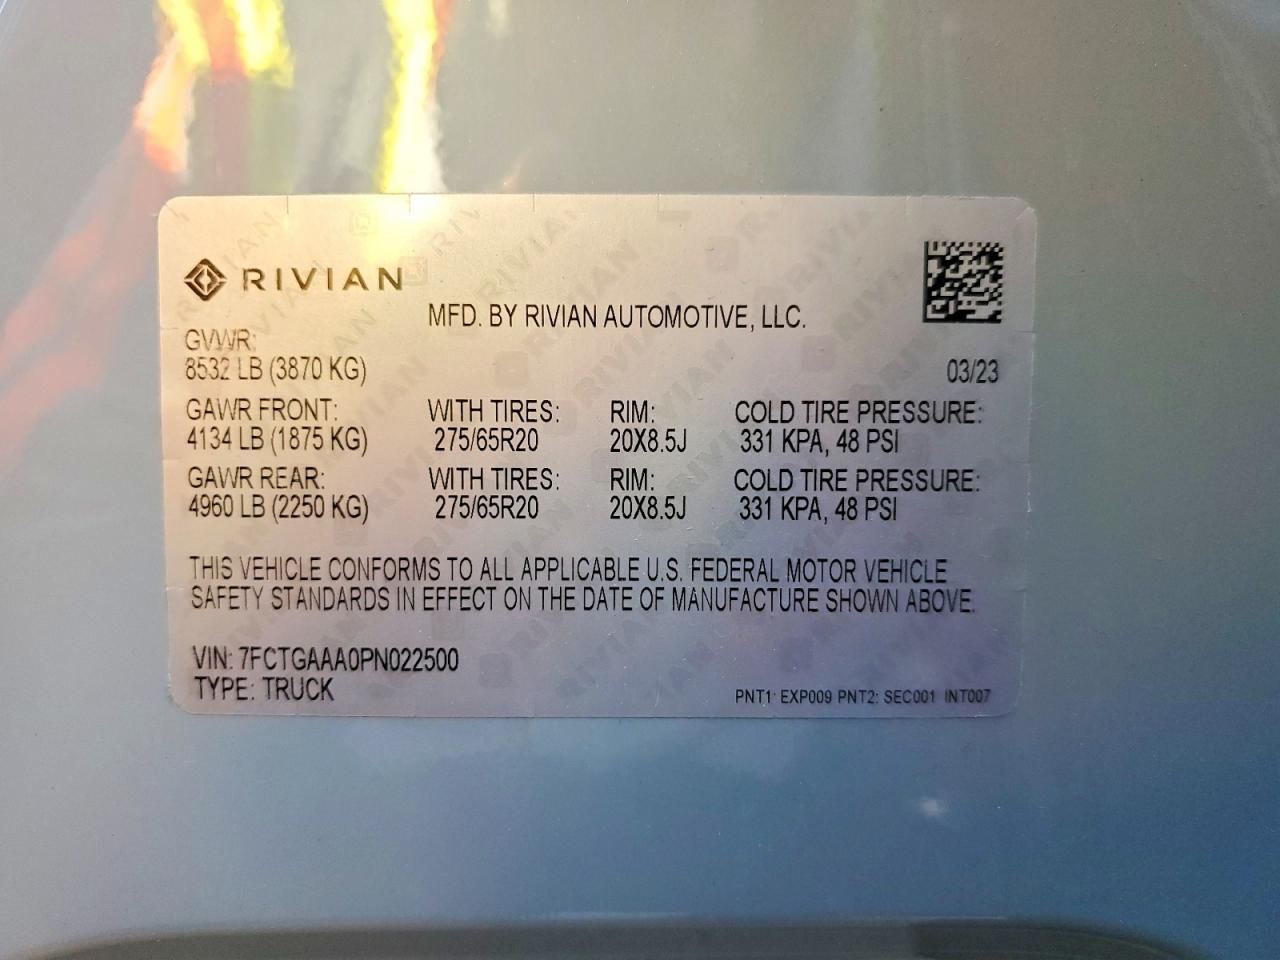 RIVIAN
MFD. BY RIVIAN AUTOMOTIVE, LLC.
GVWR:
8532 LB (3870 KG) 03/23
GAWR FRONT: WITH TIRES: RIM: COLD TIRE PRESSURE:
4134 LB (1875 KG) 275/65R20 20X8.5J 331 KPA, 48 PSI
GAWR REAR: WITH TIRES: RIM: COLD TIRE PRESSURE:
4960 LB (2250 KG) 275/65R20 20X8.5J 331 KPA, 48 PSI
THIS VEHICLE CONFORMS TO ALL APPLICABLE U.S. FEDERAL MOTOR VEHICLE
SAFETY STANDARDS IN EFFECT ON THE DATE OF MANUFACTURE SHOWN ABOVE.
VIN: 7FCTGAAA0PN022500
TYPE: TRUCK
PNT1: EXP009 PNT2: SEC001 INT007